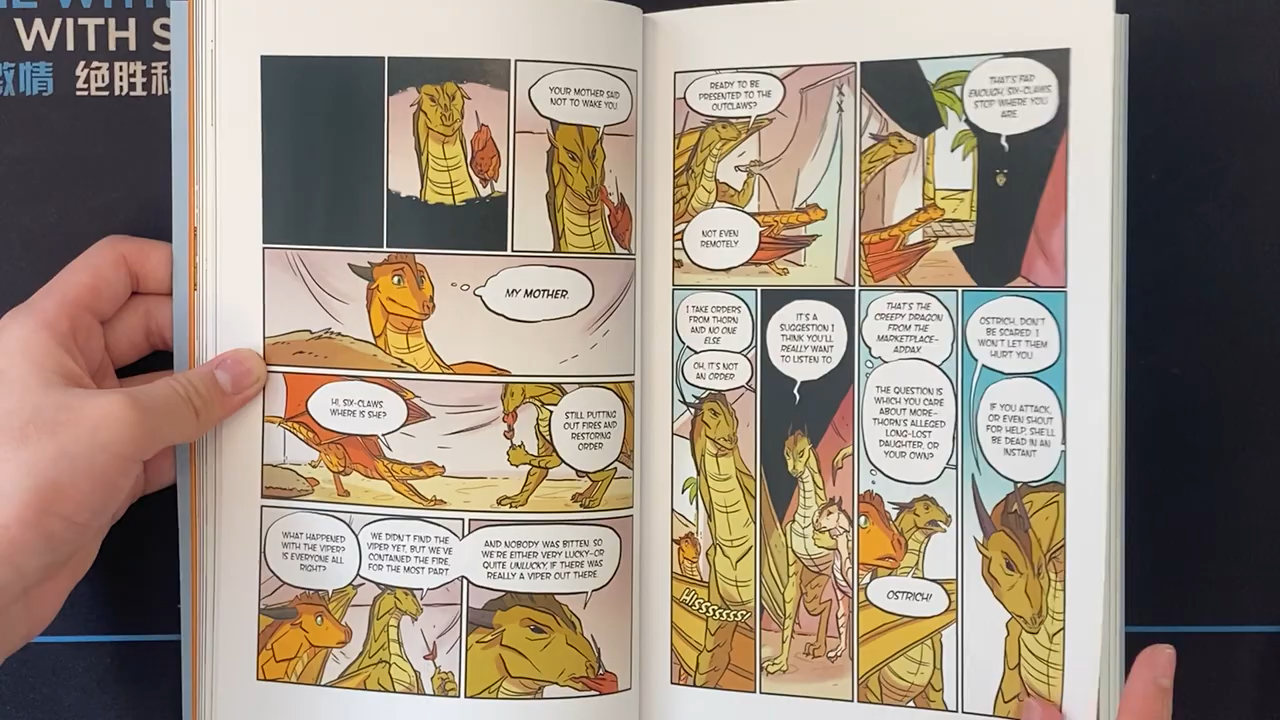 WITH S
敦情 绝胜科
YOUR MOTHER SAID
NOT TO WAKE YOU
MY MOTHER.
HI, SIX-CLAWS.
WHERE IS SHE?
STILL PUTTING
OUT FIRES AND
RESTORING
ORDER.
WHAT HAPPENED
WITH THE VIPER?
IS EVERYONE ALL
RIGHT?
WE DIDN'T FIND THE
VIPER YET, BUT WE'VE
CONTAINED THE FIRE,
FOR THE MOST PART
AND NOBODY WAS BITTEN. SO
WE'RE EITHER VERY LUCKY-OR
QUITE UNLUCKY, IF THERE WAS
REALLY A VIPER OUT THERE.
READY TO BE
PRESENTED TO THE
OUTCLAWS?
NOT EVEN
REMOTELY.
THAT'S FAR
ENOUGH, SIX-CLAWS.
STOP WHERE YOU
ARE.
I TAKE ORDERS
FROM THORN
AND NO ONE
ELSE
OH, IT'S NOT
AN ORDER.
HISSSSSSS!
IT'S A
SUGGESTION I
THINK YOU'LL
REALLY WANT
TO LISTEN TO.
THAT'S THE
CREEPY DRAGON
FROM THE
MARKETPLACE-
ADDAX.
THE QUESTION IS
WHICH YOU CARE
ABOUT MORE-
THORN'S ALLEGED
LONG-LOST
DAUGHTER, OR
YOUR OWN?
OSTRICH!
OSTRICH, DON'T
BE SCARED. I
WON'T LET THEM
HURT YOU
IF YOU ATTACK,
OR EVEN SHOUT
FOR HELP, SHE'LL
BE DEAD IN AN
INSTANT